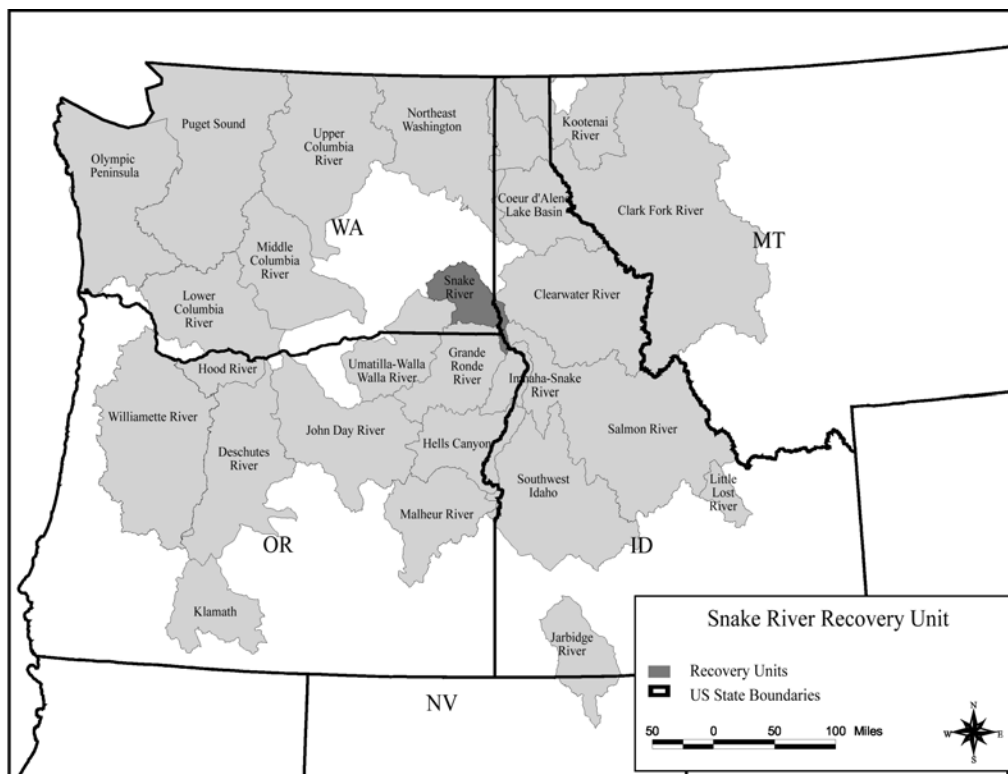 Puget Sound
Upper
Columbia
River
Northeast
Washington
Kootenai
River
Olympic
Peninsula
Coeur d'Alene
Lake Basin
Clark Fork River
WA
MT
Middle
Columbia
River
Snake
River
Clearwater River
Lower
Columbia
River
Hood River
Umatilla-Walla
Walla River
Grande
Ronde
River
Imnaha-Snake
River
Williamette River
John Day River
Salmon River
Deschutes
River
Hells Canyon
Southwest
Idaho
Little
Lost
River
Malheur River
OR
ID
Klamath
Jarbidge
River
NV
Snake River Recovery Unit
Recovery Units
US State Boundaries
50 0 50 100 Miles
N
W E
S